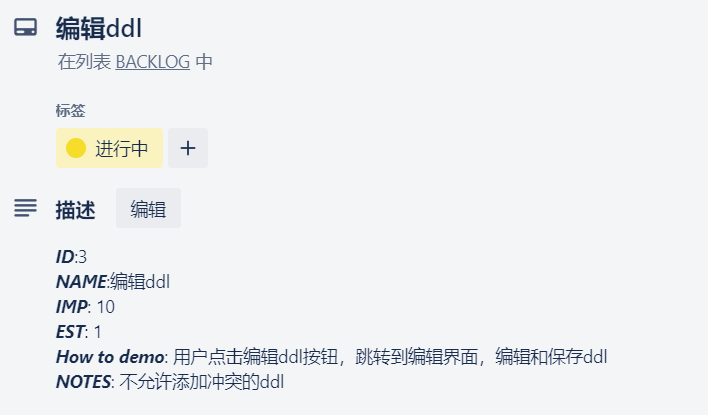 编辑ddl
在列表 BACKLOG 中
标签
进行中 +
描述 编辑
ID:3
NAME:编辑ddl
IMP: 10
EST: 1
How to demo: 用户点击编辑ddl按钮，跳转到编辑界面，编辑和保存ddl
NOTES: 不允许添加冲突的ddl